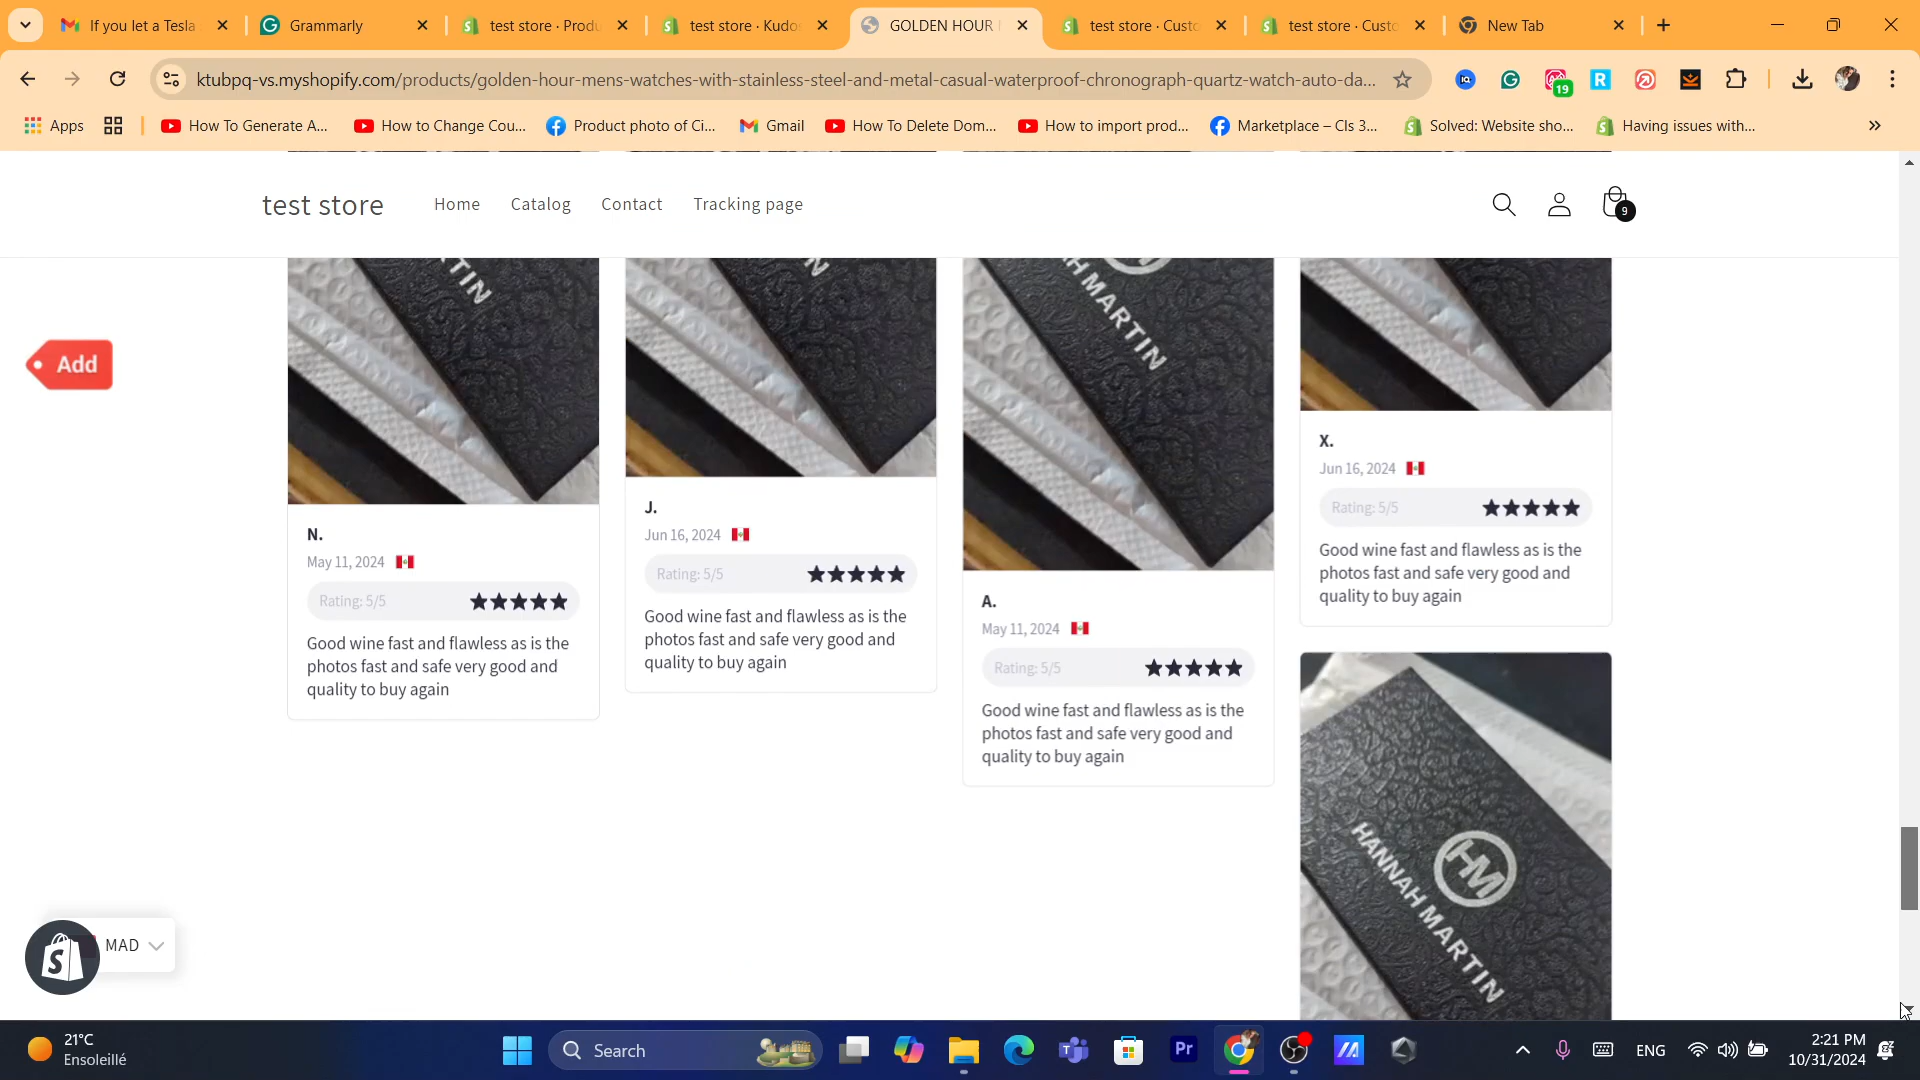 If you let a Tesla
Grammarly
test store · Produ
test store · Kudos
GOLDEN HOUR
test store · Custo
test store · Custo
New Tab
ktubpq-vs.myshopify.com/products/golden-hour-mens-watches-with-stainless-steel-and-metal-casual-waterproof-chronograph-quartz-watch-auto-da...
19
Apps
How To Generate A...
How to Change Cou...
Product photo of Ci...
Gmail
How To Delete Dom...
How to import prod...
Marketplace – Cls 3...
Solved: Website sho...
Having issues with...
test store
Home
Catalog
Contact
Tracking page
9
Add
MARTIN
HANNAH MARTIN
N.
May 11, 2024
Rating: 5/5
Good wine fast and flawless as is the
photos fast and safe very good and
quality to buy again
J.
Jun 16, 2024
Rating: 5/5
Good wine fast and flawless as is the
photos fast and safe very good and
quality to buy again
A.
May 11, 2024
Rating: 5/5
Good wine fast and flawless as is the
photos fast and safe very good and
quality to buy again
X.
Jun 16, 2024
Rating: 5/5
Good wine fast and flawless as is the
photos fast and safe very good and
quality to buy again
HM
HANNAH MARTIN
MAD
21°C
Ensoleillé
Search
Pr
ENG
2:21 PM
10/31/2024